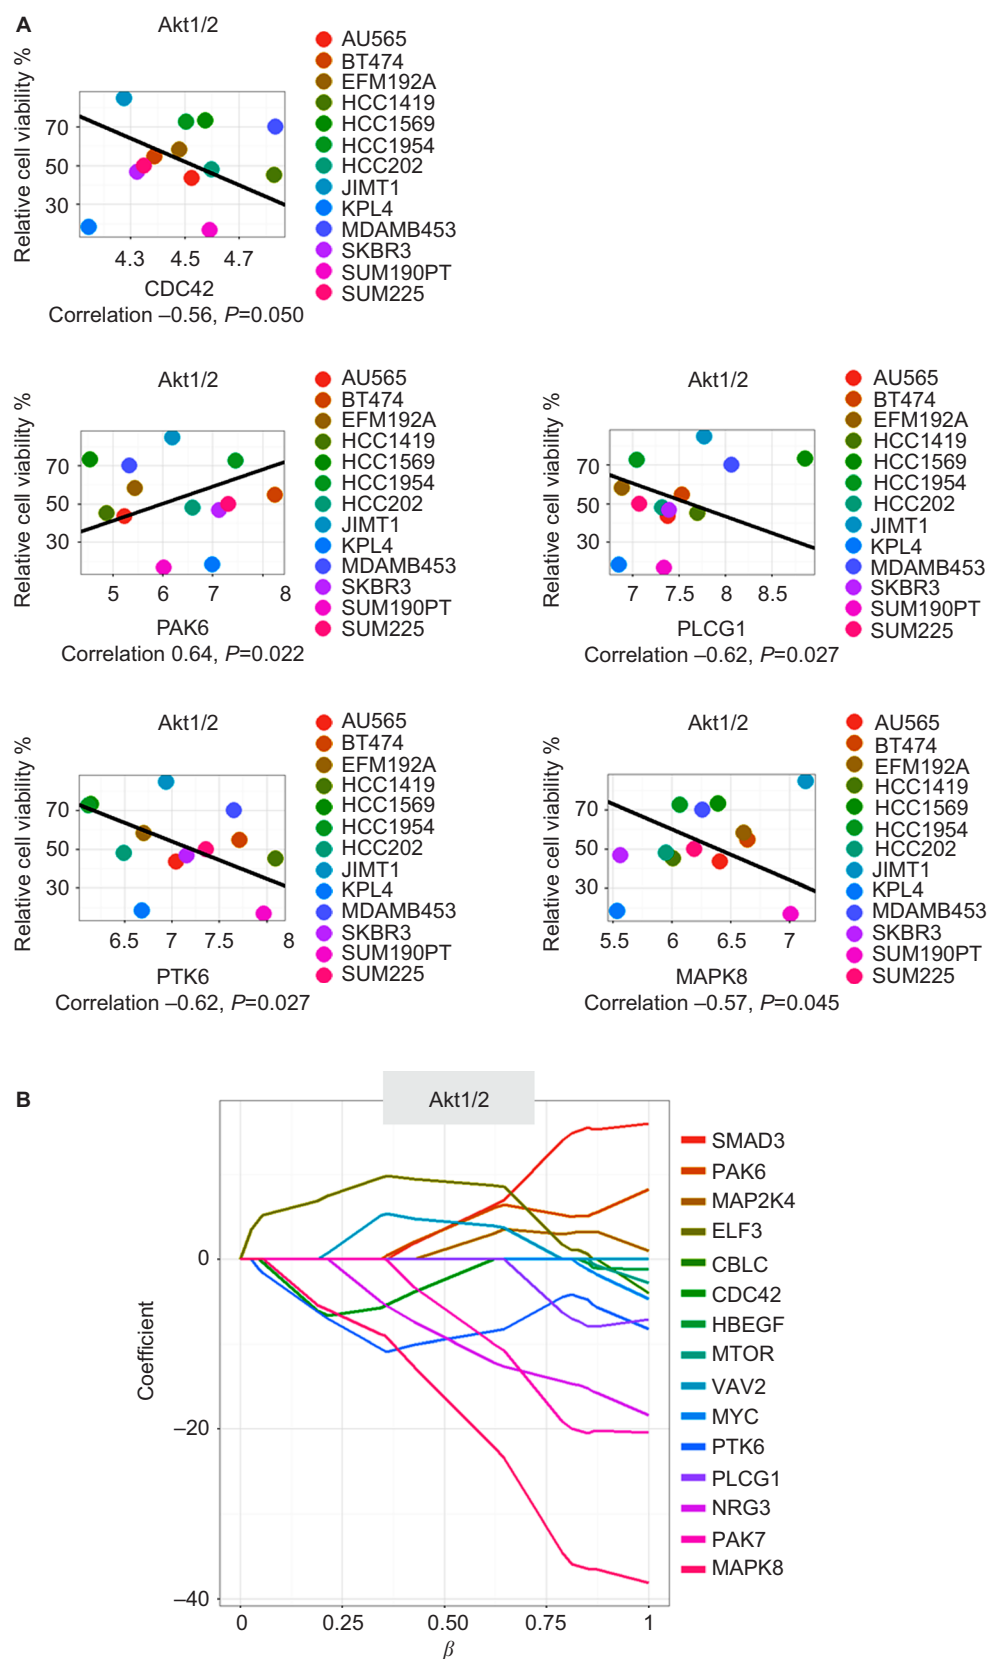 A
Akt1/2
Relative cell viability %
70
50
30
4.3 4.5 4.7
CDC42
Correlation –0.56, P=0.050
AU565
BT474
EFM192A
HCC1419
HCC1569
HCC1954
HCC202
JIMT1
KPL4
MDAMB453
SKBR3
SUM190PT
SUM225
Akt1/2
Relative cell viability %
70
50
30
5 6 7 8
PAK6
Correlation 0.64, P=0.022
AU565
BT474
EFM192A
HCC1419
HCC1569
HCC1954
HCC202
JIMT1
KPL4
MDAMB453
SKBR3
SUM190PT
SUM225
Akt1/2
Relative cell viability %
70
50
30
7 7.5 8 8.5
PLCG1
Correlation –0.62, P=0.027
AU565
BT474
EFM192A
HCC1419
HCC1569
HCC1954
HCC202
JIMT1
KPL4
MDAMB453
SKBR3
SUM190PT
SUM225
Akt1/2
Relative cell viability %
70
50
30
6.5 7 7.5 8
PTK6
Correlation –0.62, P=0.027
AU565
BT474
EFM192A
HCC1419
HCC1569
HCC1954
HCC202
JIMT1
KPL4
MDAMB453
SKBR3
SUM190PT
SUM225
Akt1/2
Relative cell viability %
70
50
30
5.5 6 6.5 7
MAPK8
Correlation –0.57, P=0.045
AU565
BT474
EFM192A
HCC1419
HCC1569
HCC1954
HCC202
JIMT1
KPL4
MDAMB453
SKBR3
SUM190PT
SUM225
B
Akt1/2
Coefficient
0
–20
–40
0 0.25 0.50 0.75 1
β
SMAD3
PAK6
MAP2K4
ELF3
CBLC
CDC42
HBEGF
MTOR
VAV2
MYC
PTK6
PLCG1
NRG3
PAK7
MAPK8